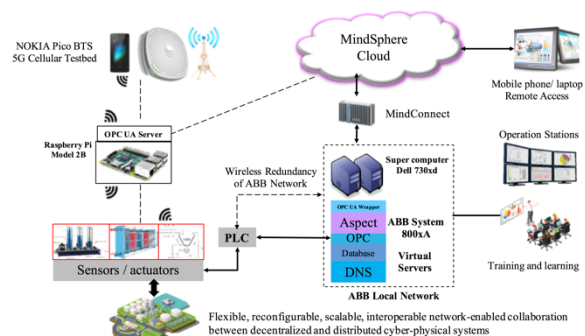 NOKIA Pico BTS
5G Cellular Testbed
MindSphere
Cloud
Mobile phone/ laptop
Remote Access
MindConnect
OPC UA Server
Raspberry Pi
Model 2B
Operation Stations
Super computer
Dell 730xd
Wireless Redundancy
of ABB Network
OPC UA Wrapper
Aspect
OPC
Database
DNS
ABB System
800xA
Virtual
Servers
PLC
Sensors / actuators
ABB Local Network
Training and learning
Flexible, reconfigurable, scalable, interoperable network-enabled collaboration
between decentralized and distributed cyber-physical systems